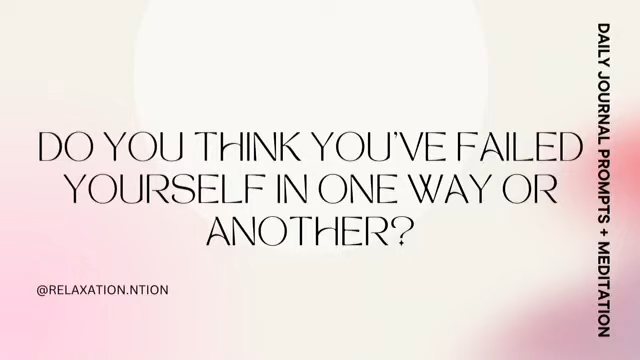 DO YOU THINK YOU'VE FAILED
YOURSELF IN ONE WAY OR
ANOTHER?
@RELAXATION.NTION
DAILY JOURNAL PROMPTS + MEDITATION